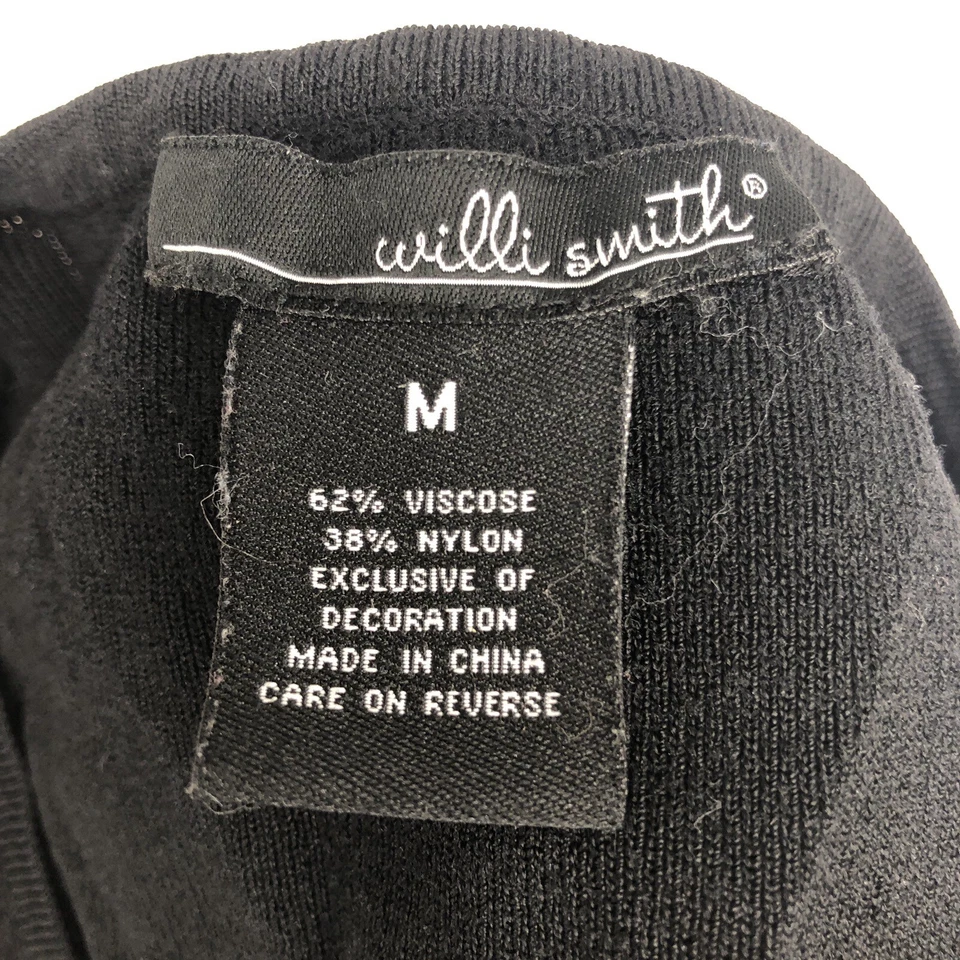 willi smith®
M
62% VISCOSE
38% NYLON
EXCLUSIVE OF
DECORATION
MADE IN CHINA
CARE ON REVERSE